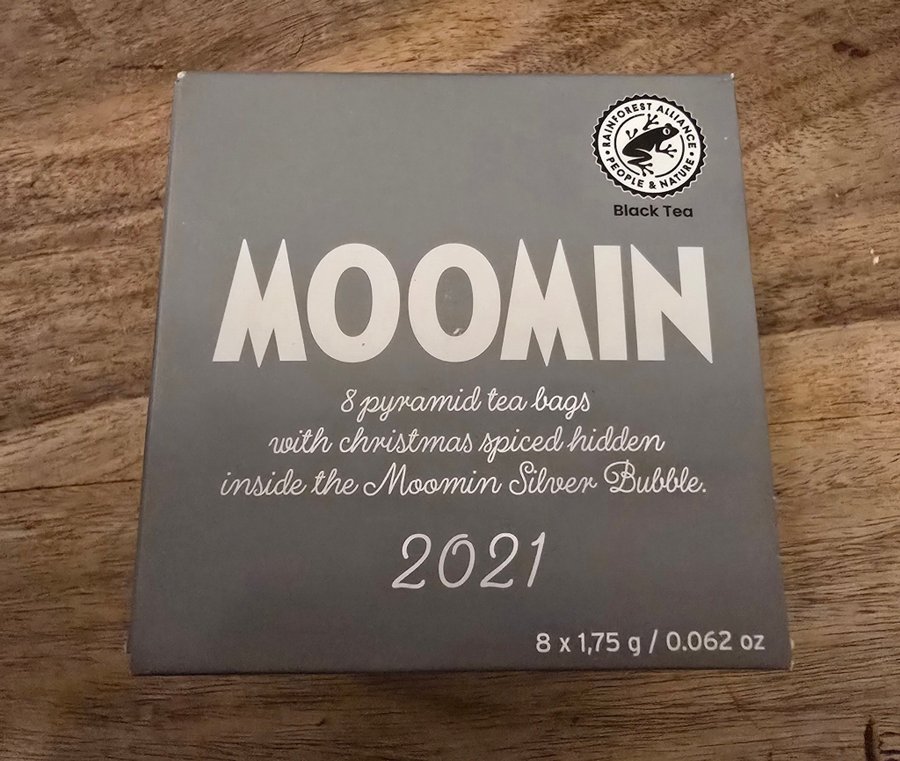 RAINFOREST ALLIANCE
• PEOPLE & NATURE •
Black Tea
MOOMIN
8 pyramid tea bags
with christmas spiced hidden
inside the Moomin Silver Bubble.
2021
8 x 1,75 g / 0.062 oz